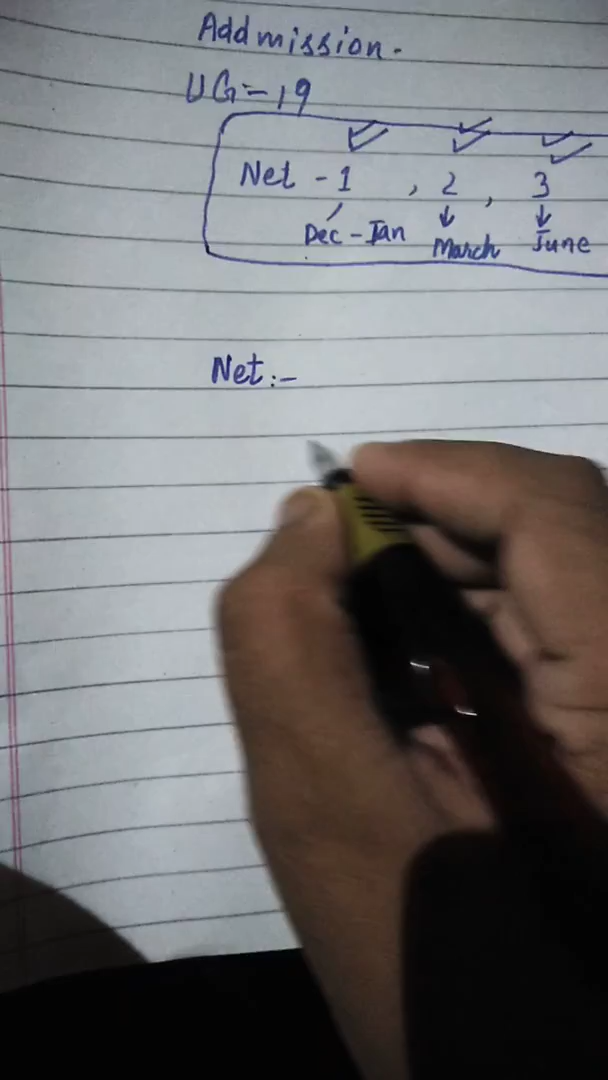 Addmission.
UG:- 19
Net - 1 , 2 , 3
Dec - Jan March June
Net:-